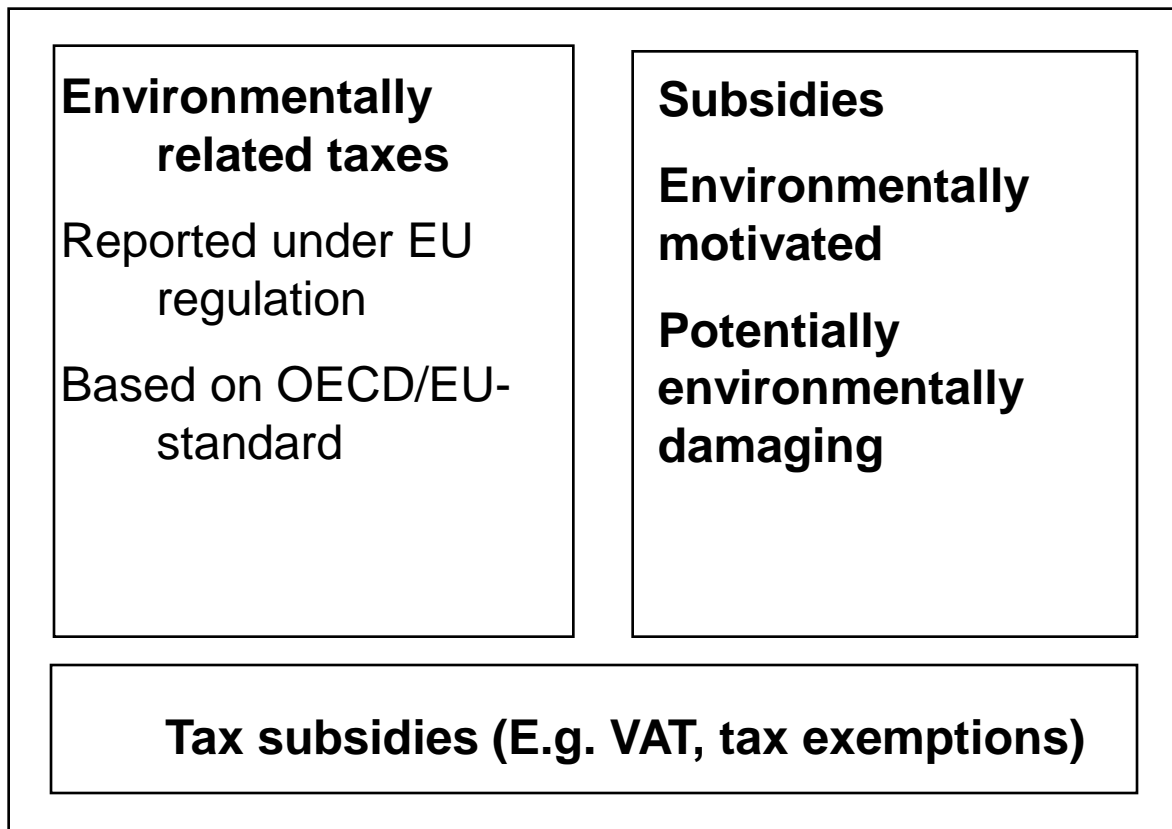 Environmentally
related taxes
Reported under EU
regulation
Based on OECD/EU-
standard
Subsidies
Environmentally
motivated
Potentially
environmentally
damaging
Tax subsidies (E.g. VAT, tax exemptions)